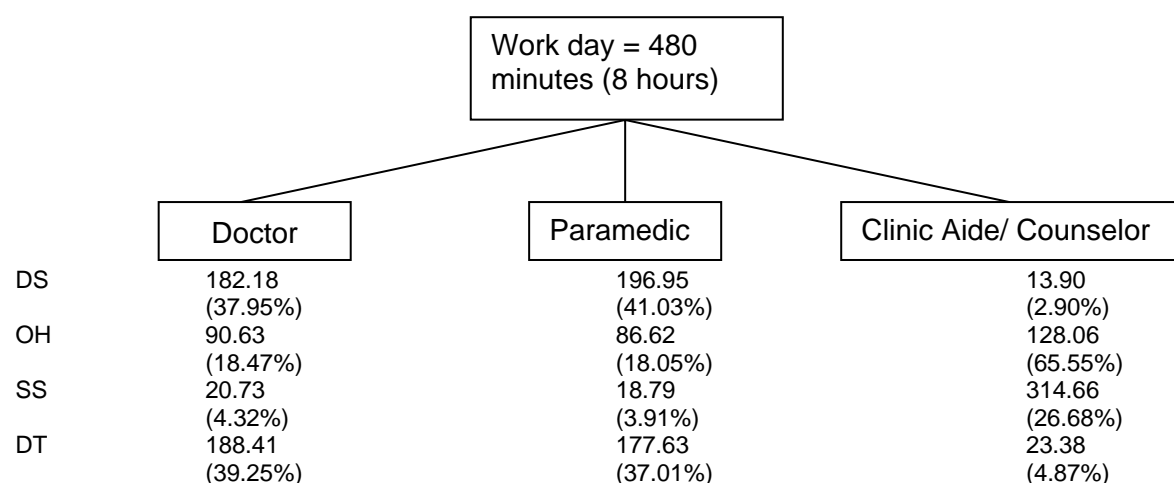 Work day = 480
minutes (8 hours)
Doctor Paramedic Clinic Aide/ Counselor
DS 182.18 196.95 13.90
(37.95%) (41.03%) (2.90%)
OH 90.63 86.62 128.06
(18.47%) (18.05%) (65.55%)
SS 20.73 18.79 314.66
(4.32%) (3.91%) (26.68%)
DT 188.41 177.63 23.38
(39.25%) (37.01%) (4.87%)